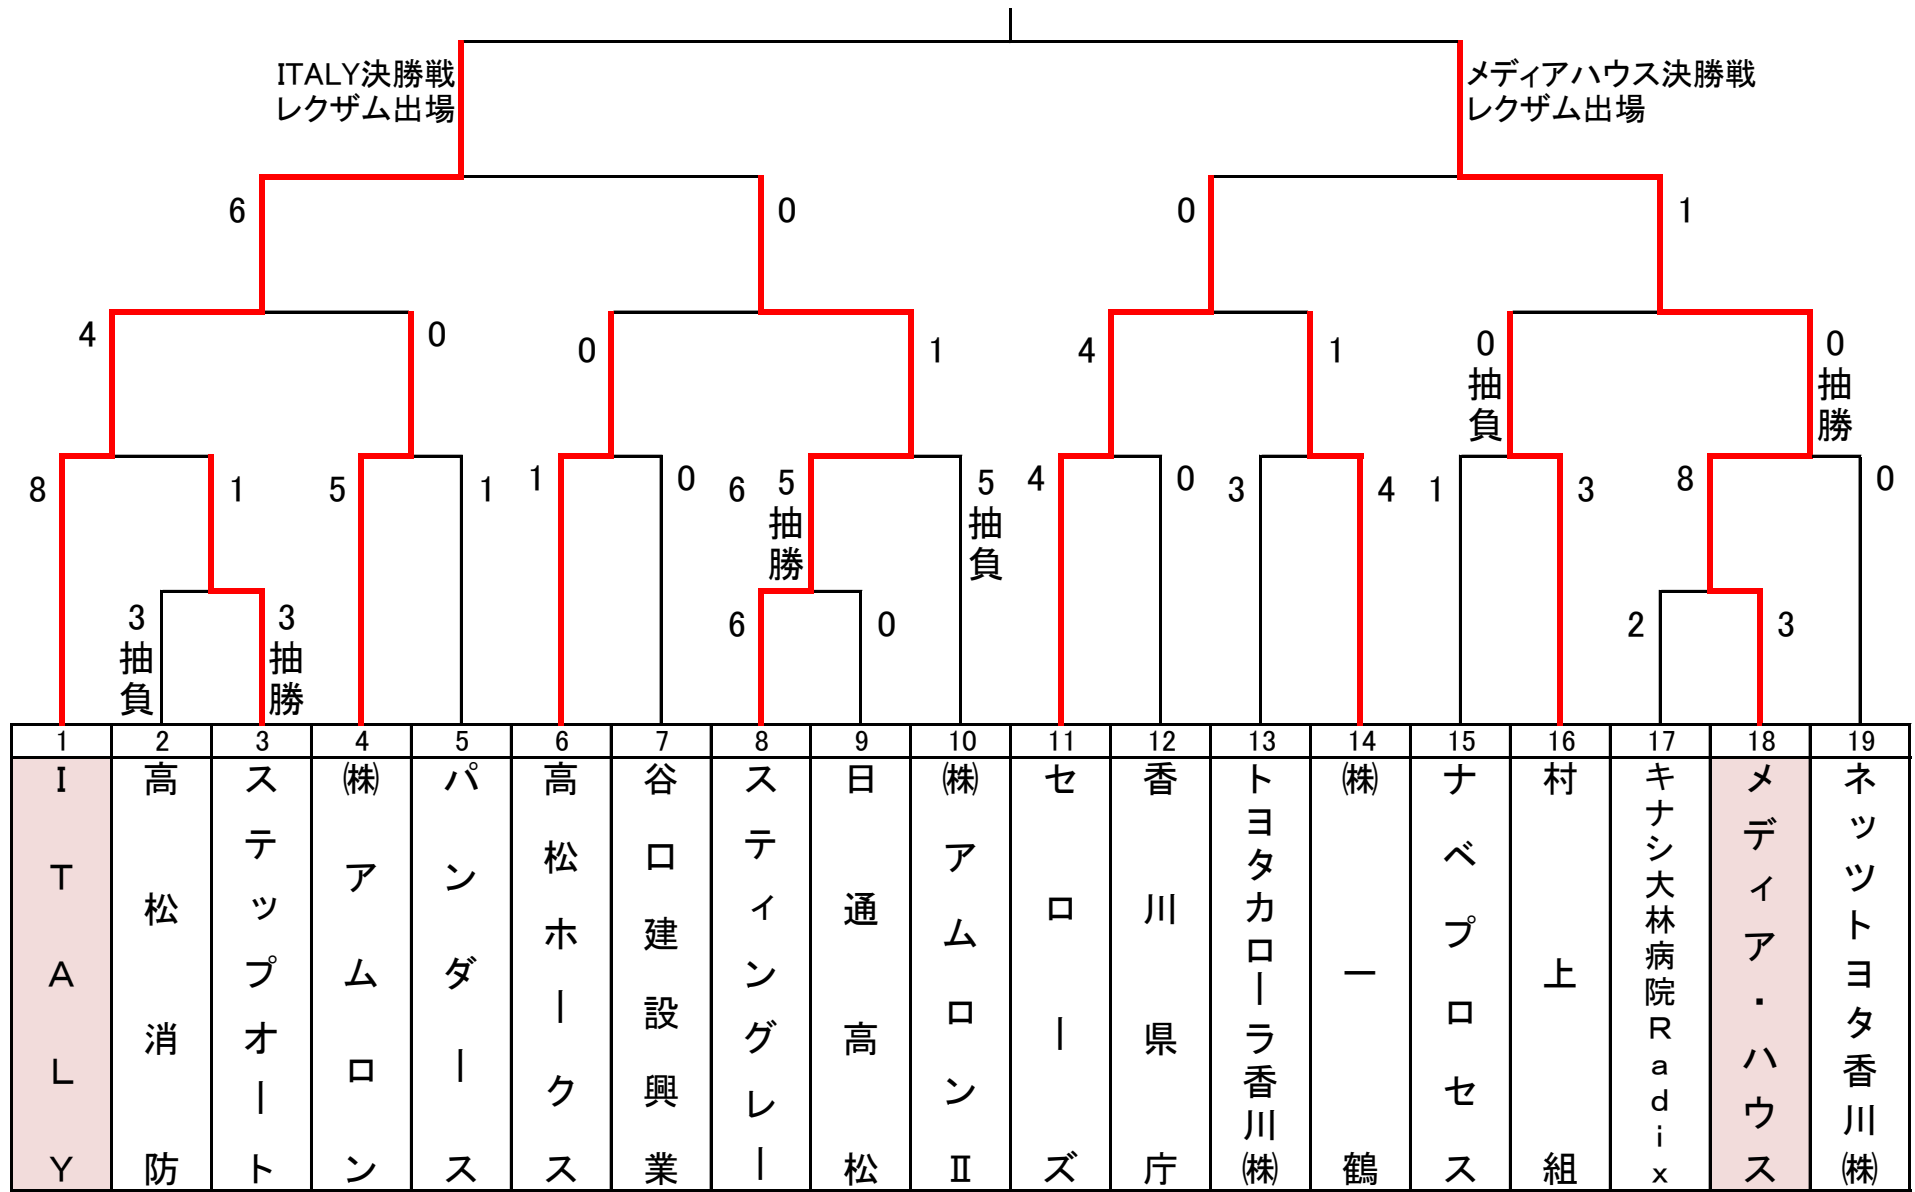 ITALY決勝戦
レクザム出場
メディアハウス決勝戦
レクザム出場
6
0
0
1
4
0
0
1
4
1
0
抽
負
0
抽
勝
8
1
5
1
1
0
6
5
抽
勝
5
抽
負
4
0
3
4
1
3
8
0
3
抽
負
3
抽
勝
6
0
2
3
1 2 3 4 5 6 7 8 9 10 11 12 13 14 15 16 17 18 19
ITALY
高松消防
ステップオート
㈱アムロン
パンダース
高松ホークス
谷口建設興業
スティングレー
日通高松
㈱アムロンⅡ
セローズ
香川県庁
トヨタカローラ香川㈱
㈱一鶴
ナベプロセス
村上組
キナシ大林病院Radix
メディア・ハウス
ネッツトヨタ香川㈱